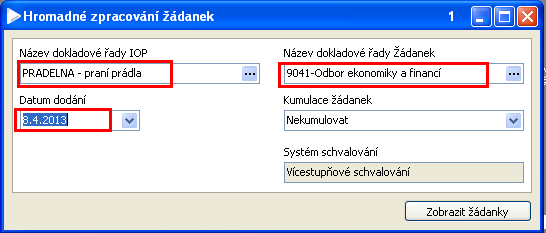 Hromadné zpracování žádanek 1
Název dokladové řady IOP
PRADELNA - praní prádla
Název dokladové řady Žádanek
9041-Odbor ekonomiky a financí
Datum dodání
8.4.2013
Kumulace žádanek
Nekumulovat
Systém schvalování
Vícestupňové schvalování
Zobrazit žádanky